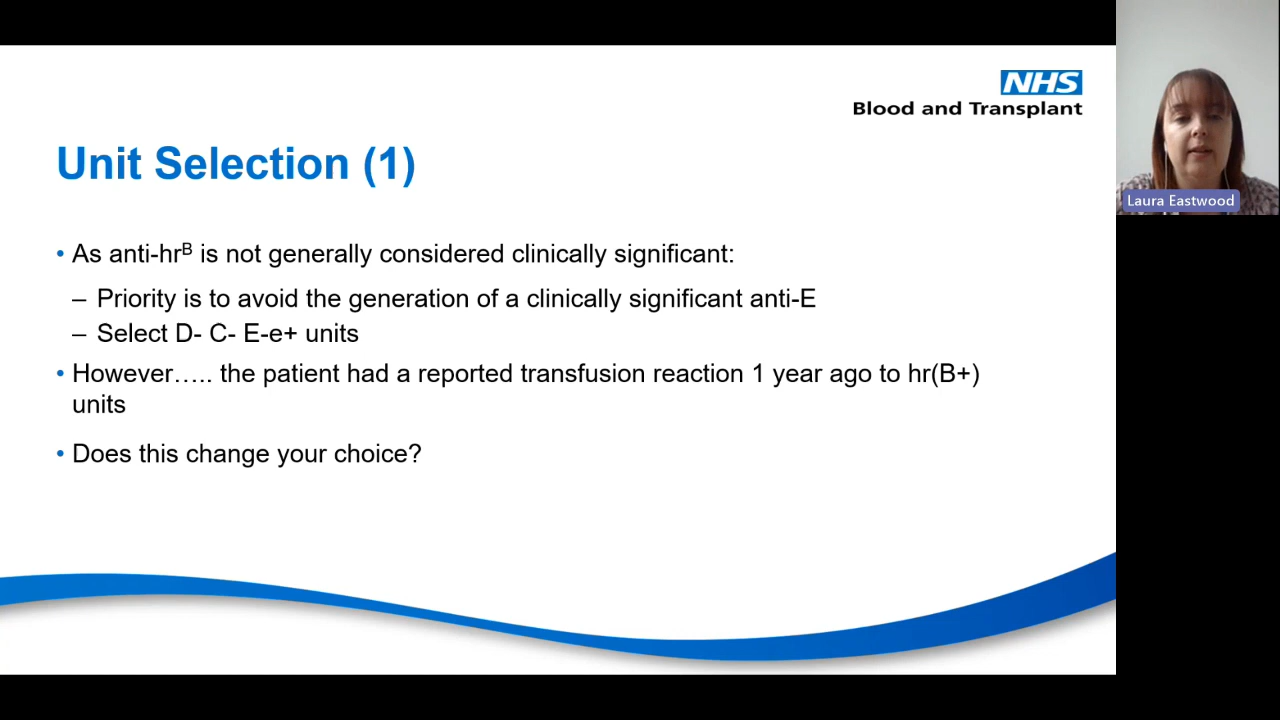 NHS
Blood and Transplant
Unit Selection (1)
• As anti-hrᴮ is not generally considered clinically significant:
– Priority is to avoid the generation of a clinically significant anti-E
– Select D- C- E-e+ units
• However….. the patient had a reported transfusion reaction 1 year ago to hr(B+)
units
• Does this change your choice?
Laura Eastwood